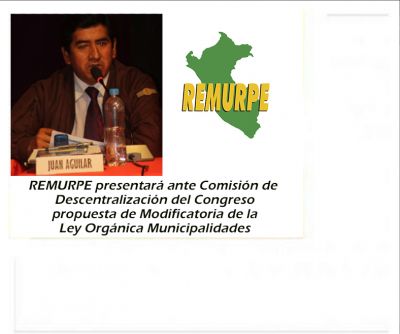 REMURPE
JUAN AGUILAR
REMURPE presentará ante Comisión de
Descentralización del Congreso
propuesta de Modificatoria de la
Ley Orgánica Municipalidades